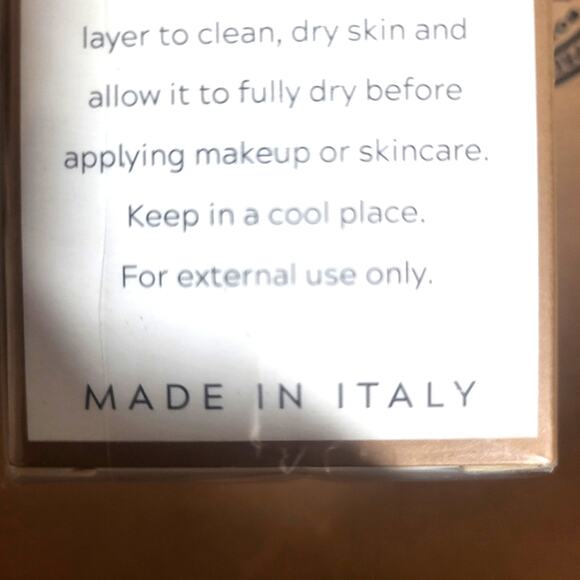 layer to clean, dry skin and
allow it to fully dry before
applying makeup or skincare.
Keep in a cool place.
For external use only.
MADE IN ITALY